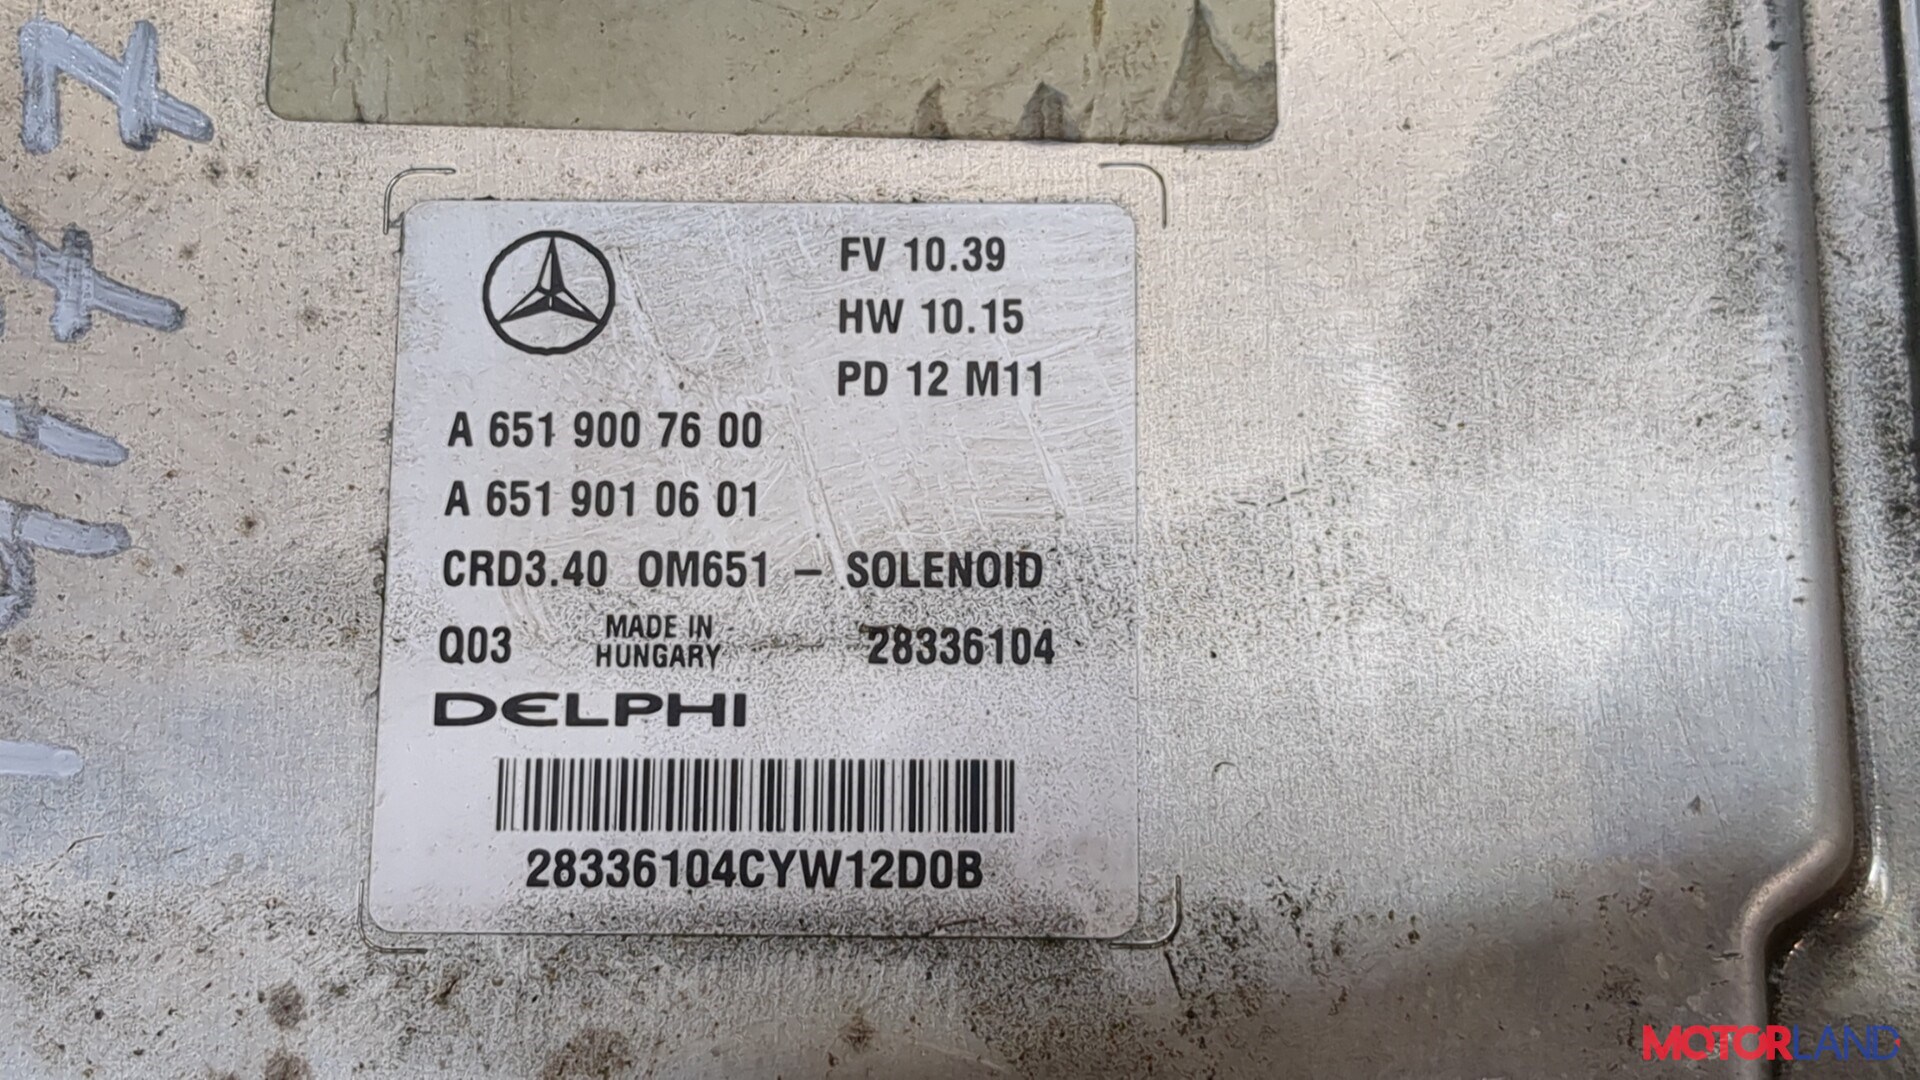 FV 10.39
HW 10.15
PD 12 M11
A 651 900 76 00
A 651 901 06 01
CRD3.40 OM651 – SOLENOID
Q03 MADE IN HUNGARY 28336104
DELPHI
28336104CYW12D0B
MOTORLAND